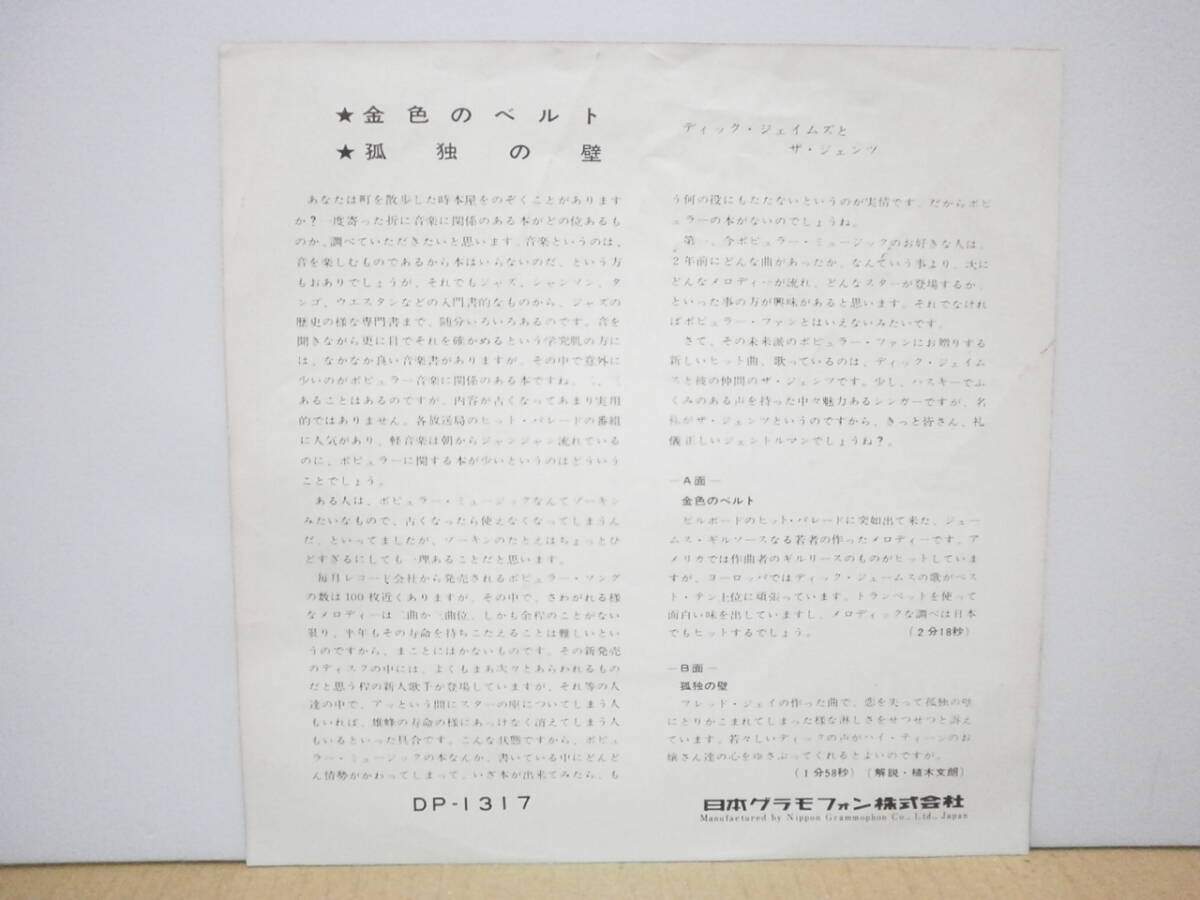 ★金色のベルト
★孤独の壁
ディック・ジェイムズと
ザ・ジェンツ
あなたは町を散歩した時本屋をのぞくことがあります
か？一度寄った折に音楽に関係のある本がどの位あるも
のか、調べていただきたいと思います。音楽というのは、
音を楽しむものであるから本はいらないのだ、という方
もおありでしょうが、それでもジャズ、シャンソン、タ
ンゴ、ウエスタンなどの入門書的なものから、ジャズの
歴史の様な専門書まで、随分いろいろあるのです。音を
聞きながら更に目でそれを確かめるという学究肌の方に
は、なかなか良い音楽書がありますが、その中で意外に
少いのがポピュラー音楽に関係のある本ですね。二、三
あることはあるのですが、内容が古くなってあまり実用
的ではありません。各放送局のヒット・パレードの番組
に人気があり、軽音楽は朝からジャンジャン流れている
のに、ポピュラーに関する本が少いというのはどういう
ことでしょう。
ある人は、ポピュラー・ミュージックなんてゾーキン
みたいなもので、古くなったら使えなくなってしまうん
だ、といってましたが、ゾーキンのたとえはちょっとひ
どすぎるにしても一理あることだと思います。
毎月レコード会社から発売されるポピュラー・ソング
の数は100枚近くありますが、その中で、さわがれる様
なメロディーは二曲か三曲位、しかも余程のことがない
限り、半年もその寿命を持ちこたえることは難しいとい
うのですから、まことにはかないものです。その新発売
のディスクの中には、よくもまあ次々とあらわれるもの
だと思う程の新人歌手が登場していますが、それ等の人
達の中で、アッという間にスターの座についてしまう人
もいれば、雄蜂の寿命の様にあっけなく消えてしまう人
もいるといった具合です。こんな状態ですから、ポピュ
ラー・ミュージックの本なんか、書いている中にどんど
ん情勢がかわってしまって、いざ本が出来てみたら、も
う何の役にもたたないというのが実情です。だからポピ
ュラーの本がないのでしょうね。
第一、今ポピュラー・ミュージックのお好きな人は、
2年前にどんな曲があったか、なんていう事より、次に
どんなメロディーが流れ、どんなスターが登場するか、
といった事の方が興味があると思います。それでなけれ
ばポピュラー・ファンとはいえないみたいです。
さて、その未来派のポピュラー・ファンにお贈りする
新しいヒット曲、歌っているのは、ディック・ジェイム
スと彼の仲間のザ・ジェンツです。少し、ハスキーでふ
くみのある声を持った中々魅力あるシンガーですが、名
称がザ・ジェンツというのですから、きっと皆さん、礼
儀正しいジェントルマンでしょうね？。
―A面―
金色のベルト
ビルボードのヒット・パレードに突如出て来た、ジェー
ムス・ギルソースなる若者の作ったメロディーです。ア
メリカでは作曲者のギルリースのものがヒットしていま
すが、ヨーロッパではディック・ジェームスの歌がベス
ト・テン上位に頑張っています。トランペットを使って
面白い味を出していますし、メロディックな調べは日本
でもヒットするでしょう。（2分18秒）
―B面―
孤独の壁
フレッド・ジェイの作った曲で、恋を失って孤独の壁
にとりかこまれてしまった様な淋しさをせつせつと訴え
ています。若々しいディックの声がハイ・ティーンのお
嬢さん達の心をゆさぶってくれるとよいのですが。
（1分58秒）〔解説・植木文朗〕
DP-1317
日本グラモフォン株式会社
Manufactured by Nippon Grammophon Co., Ltd., Japan